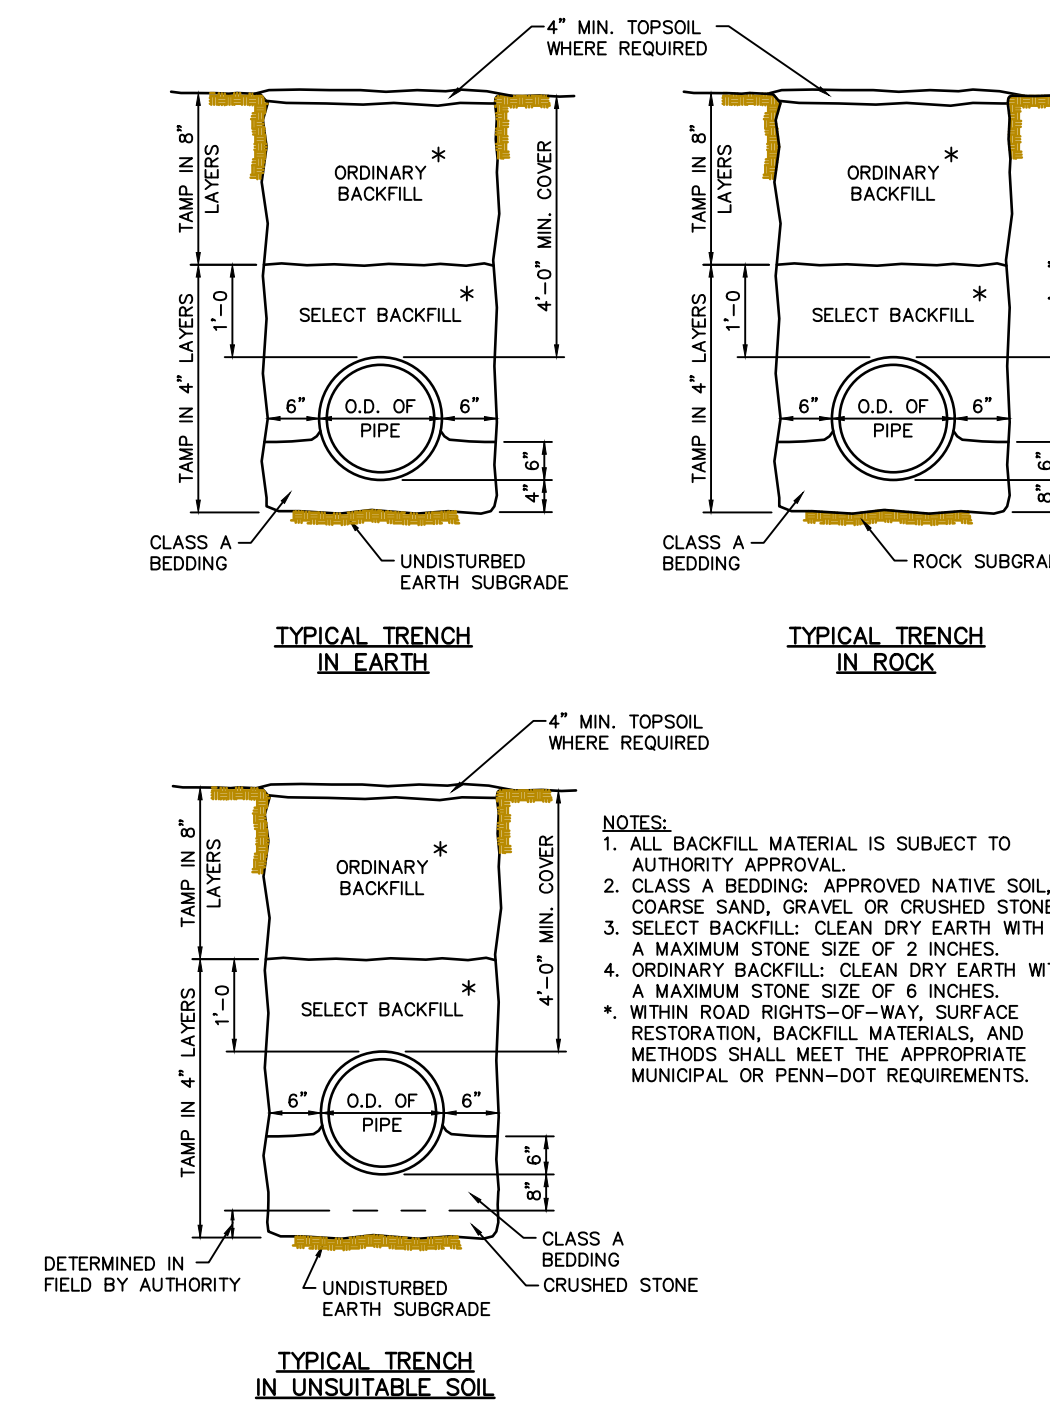 4" MIN. TOPSOIL
WHERE REQUIRED
TAMP IN 8"
LAYERS
ORDINARY *
BACKFILL
4'-0" MIN. COVER
TAMP IN 4" LAYERS
1'-0
SELECT BACKFILL *
6" O.D. OF 6"
PIPE
6"
4"
CLASS A
BEDDING
UNDISTURBED
EARTH SUBGRADE
TYPICAL TRENCH
IN EARTH
TAMP IN 8"
LAYERS
ORDINARY *
BACKFILL
TAMP IN 4" LAYERS
1'-0
SELECT BACKFILL *
6" O.D. OF 6"
PIPE
6"
8"
CLASS A
BEDDING
ROCK
TYPICAL TRENCH
IN ROCK
4" MIN. TOPSOIL
WHERE REQUIRED
TAMP IN 8"
LAYERS
ORDINARY *
BACKFILL
4'-0" MIN. COVER
TAMP IN 4" LAYERS
1'-0
SELECT BACKFILL *
6" O.D. OF 6"
PIPE
6"
8"
DETERMINED IN
FIELD BY AUTHORITY
CLASS A
BEDDING
CRUSHED STONE
UNDISTURBED
EARTH SUBGRADE
TYPICAL TRENCH
IN UNSUITABLE SOIL
NOTES:
1. ALL BACKFILL MATERIAL IS SUBJECT TO
AUTHORITY APPROVAL.
2. CLASS A BEDDING: APPROVED NATIVE SOIL,
COARSE SAND, GRAVEL OR CRUSHED STONE
3. SELECT BACKFILL: CLEAN DRY EARTH WITH
A MAXIMUM STONE SIZE OF 2 INCHES.
4. ORDINARY BACKFILL: CLEAN DRY EARTH
A MAXIMUM STONE SIZE OF 6 INCHES.
*. WITHIN ROAD RIGHTS-OF-WAY, SURFACE
RESTORATION, BACKFILL MATERIALS, AND
METHODS SHALL MEET THE APPROPRIATE
MUNICIPAL OR PENN-DOT REQUIREMENTS.